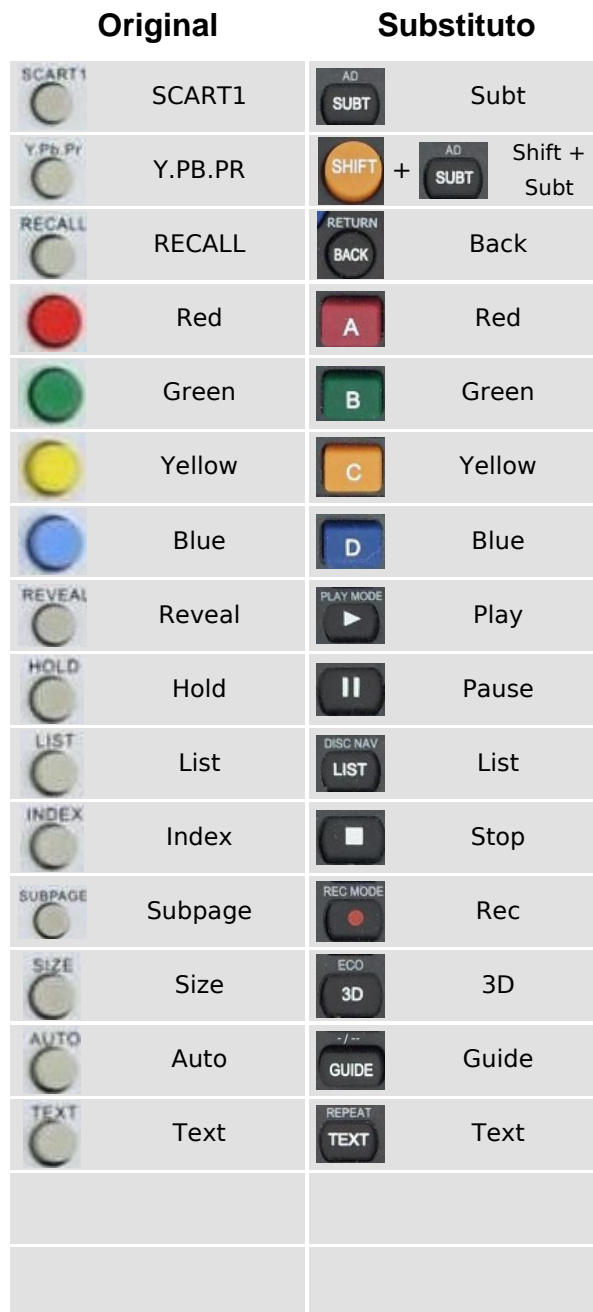 Original Substituto
SCART1 SCART1 AD SUBT Subt
Y.Pb.Pr Y.PB.PR SHIFT + AD SUBT Shift + Subt
RECALL RECALL RETURN BACK Back
Red A Red
Green B Green
Yellow C Yellow
Blue D Blue
REVEAL Reveal PLAY MODE Play
HOLD Hold Pause
LIST List DISC NAV LIST List
INDEX Index Stop
SUBPAGE Subpage REC MODE Rec
SIZE Size ECO 3D 3D
AUTO Auto -/-- GUIDE Guide
TEXT Text REPEAT TEXT Text